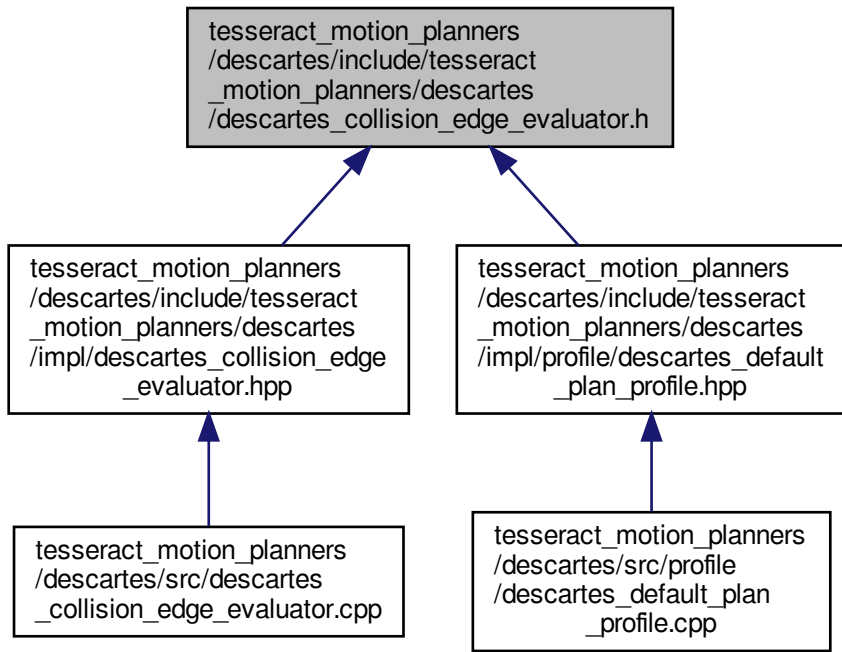 tesseract_motion_planners
/descartes/include/tesseract
_motion_planners/descartes
/descartes_collision_edge_evaluator.h
tesseract_motion_planners
/descartes/include/tesseract
_motion_planners/descartes
/impl/descartes_collision_edge
_evaluator.hpp
tesseract_motion_planners
/descartes/include/tesseract
_motion_planners/descartes
/impl/profile/descartes_default
_plan_profile.hpp
tesseract_motion_planners
/descartes/src/descartes
_collision_edge_evaluator.cpp
tesseract_motion_planners
/descartes/src/profile
/descartes_default_plan
_profile.cpp